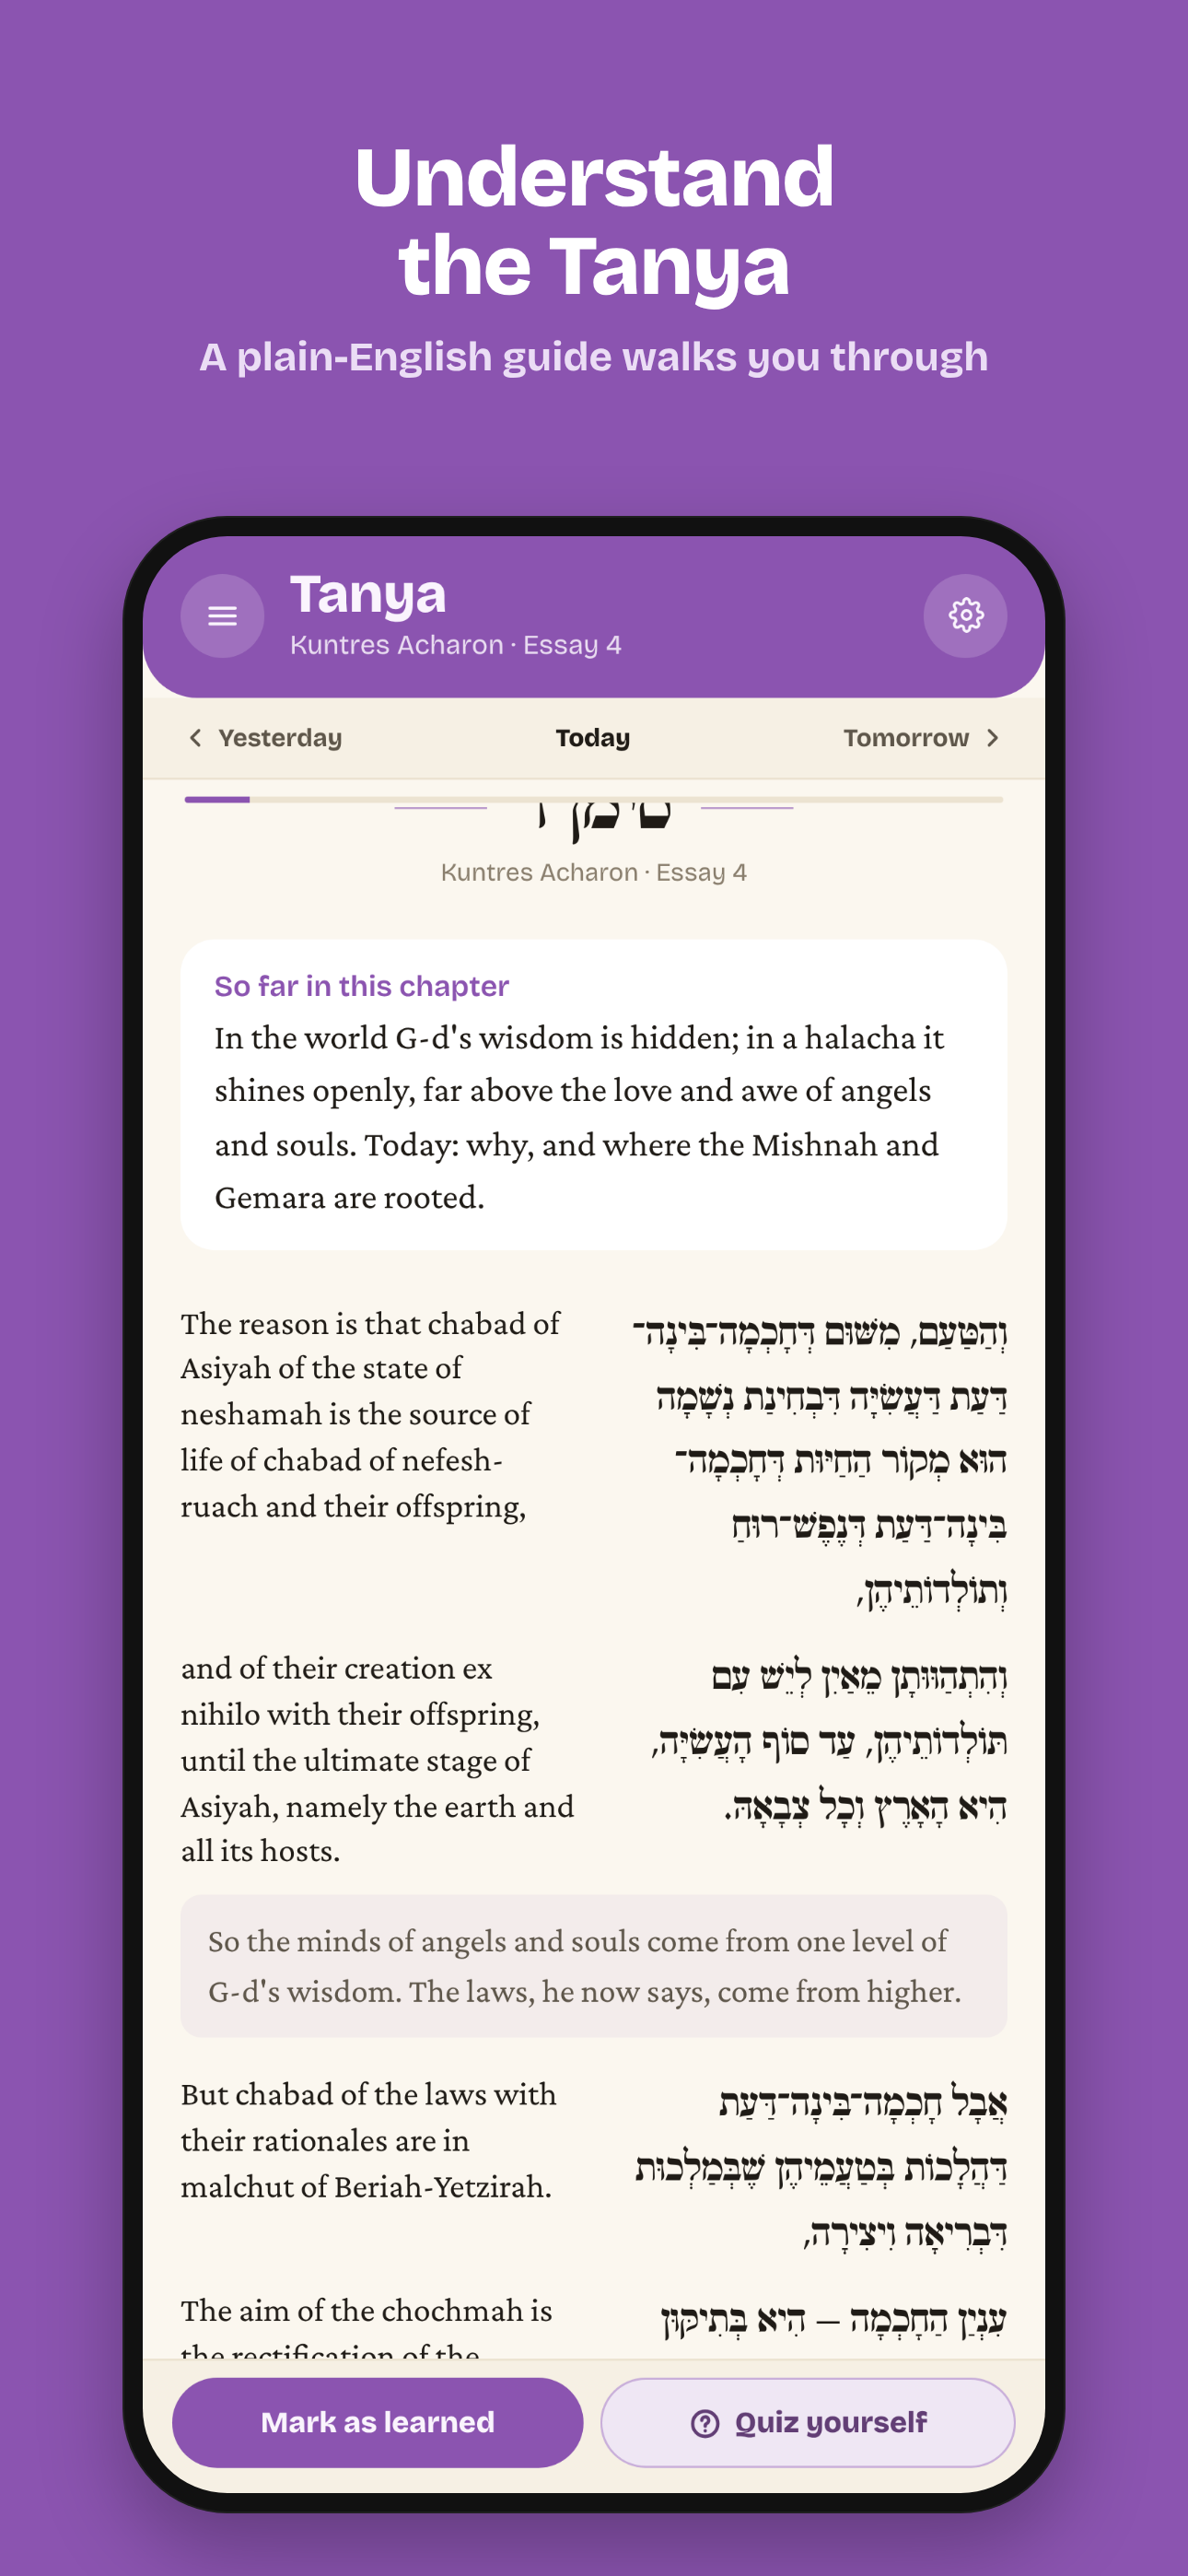 Understand
the Tanya
A plain-English guide walks you through
Tanya
Kuntres Acharon · Essay 4
Yesterday
Today
Tomorrow
Kuntres Acharon · Essay 4
So far in this chapter
In the world G-d's wisdom is hidden; in a halacha it
shines openly, far above the love and awe of angels
and souls. Today: why, and where the Mishnah and
Gemara are rooted.
The reason is that chabad of
Asiyah of the state of
neshamah is the source of
life of chabad of nefesh-
ruach and their offspring,
וְהַטַּעַם, מִשּׁוּם דְּחָכְמָה־בִּינָה־
דַּעַת דַּעֲשִׂיָּה דִּבְחִינַת נְשָׁמָה
הוּא מְקוֹר הַחַיּוּת דְּחָכְמָה־
בִּינָה־דַּעַת דְּנֶפֶשׁ־רוּחַ
וְתוֹלְדוֹתֵיהֶן,
and of their creation ex
nihilo with their offspring,
until the ultimate stage of
Asiyah, namely the earth and
all its hosts.
וְהִתְהַוּוּתָן מֵאַיִן לְיֵשׁ עִם
תּוֹלְדוֹתֵיהֶן, עַד סוֹף הָעֲשִׂיָּה,
הִיא הָאָרֶץ וְכָל צְבָאָהּ.
So the minds of angels and souls come from one level of
G-d's wisdom. The laws, he now says, come from higher.
But chabad of the laws with
their rationales are in
malchut of Beriah-Yetzirah.
אֲבָל חָכְמָה־בִּינָה־דַּעַת
דַּהֲלָכוֹת בְּטַעֲמֵיהֶן שֶׁבְּמַלְכוּת
דִּבְרִיאָה וִיצִירָה,
The aim of the chochmah is
the rectification of the
עִנְיַן הַחָכְמָה – הִיא בְּתִיקּוּן
Mark as learned
Quiz yourself